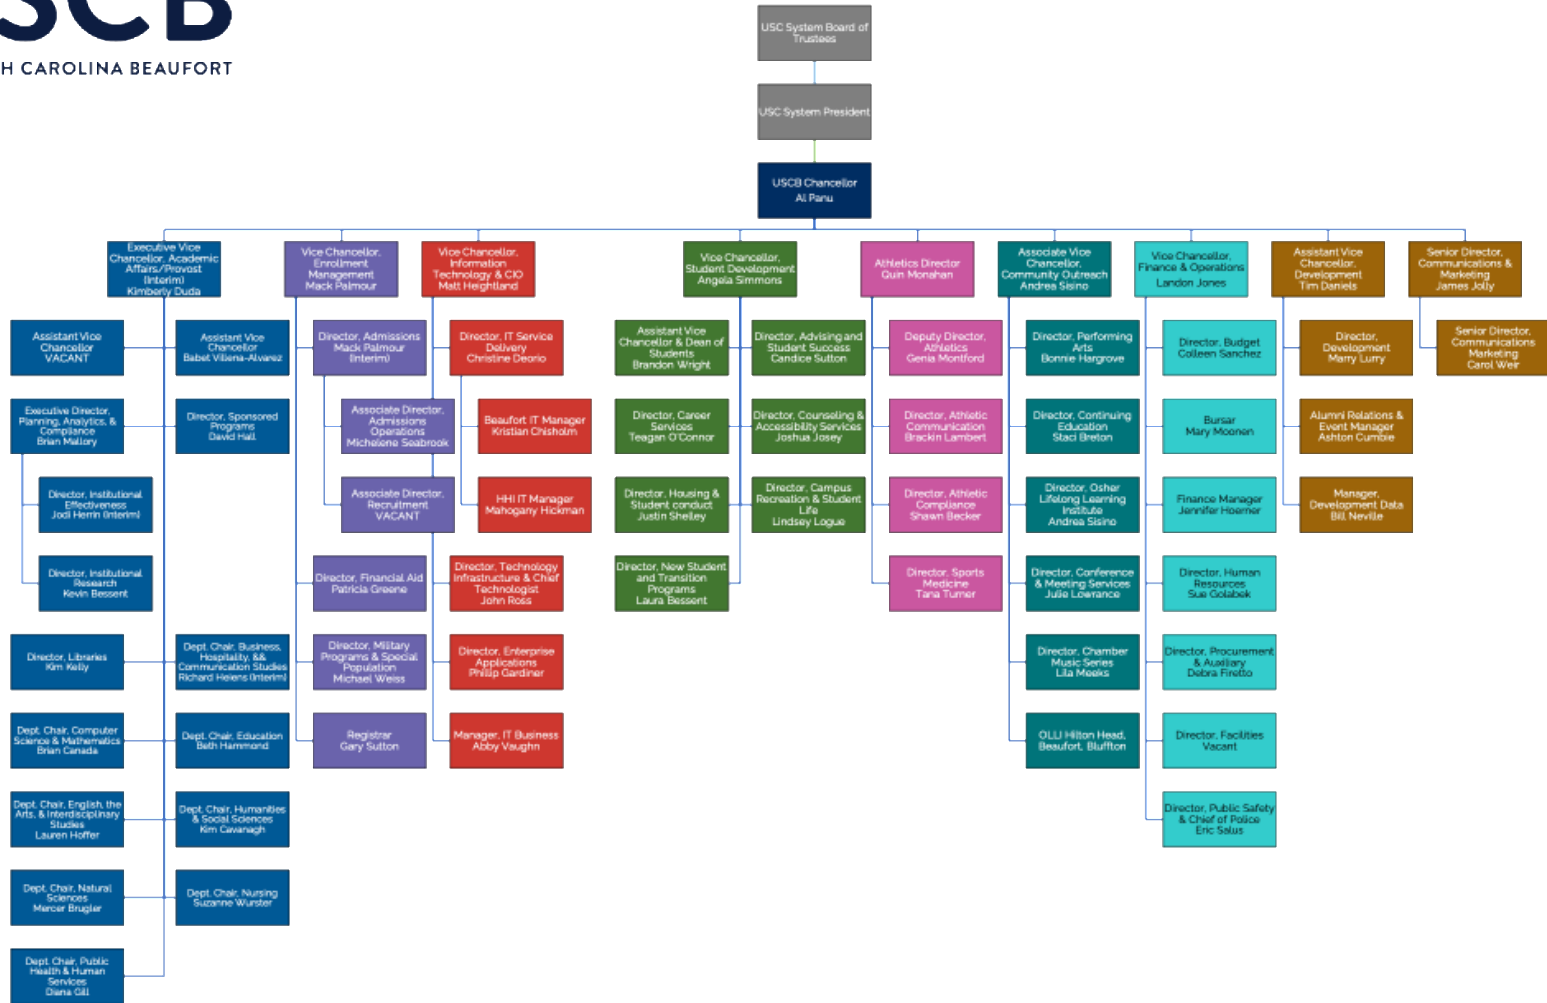 SCB
H CAROLINA BEAUFORT
USC System Board of
Trustees
USC System President
USCB Chancellor
Al Panu
Executive Vice
Chancellor, Academic
Affairs/Provost
(Interim)
Kimberly Duda
Vice Chancellor,
Enrollment
Management
Mack Palmour
Vice Chancellor,
Information
Technology & CIO
Matt Heightland
Vice Chancellor,
Student Development
Angela Simmons
Athletics Director
Quin Monahan
Associate Vice
Chancellor,
Community Outreach
Andrea Sisino
Vice Chancellor,
Finance & Operations
Landon Jones
Assistant Vice
Chancellor,
Development
Tim Daniels
Senior Director,
Communications &
Marketing
James Jolly
Assistant Vice
Chancellor
VACANT
Assistant Vice
Chancellor
Babet Villena-Alvarez
Director, Admissions
Mack Palmour
(Interim)
Director, IT Service
Delivery
Christine Deorio
Assistant Vice
Chancellor & Dean of
Students
Brandon Wright
Director, Advising and
Student Success
Candice Sutton
Deputy Director,
Athletics
Genia Montford
Director, Performing
Arts
Bonnie Hargrove
Director, Budget
Colleen Sanchez
Director,
Development
Marry Lurry
Senior Director,
Communications
Marketing
Carol Weir
Executive Director,
Planning, Analytics, &
Compliance
Brian Mallory
Director, Sponsored
Programs
David Hall
Associate Director,
Admissions
Operations
Michelene Seabrook
Beaufort IT Manager
Kristian Chisholm
Director, Career
Services
Teagan O'Connor
Director, Counseling &
Accessibility Services
Joshua Josey
Director, Athletic
Communication
Brackin Lambert
Director, Continuing
Education
Staci Breton
Bursar
Mary Moonen
Alumni Relations &
Event Manager
Ashton Cumbie
Director, Institutional
Effectiveness
Jodi Herrin (Interim)
Associate Director,
Recruitment
VACANT
HHI IT Manager
Mahogany Hickman
Director, Housing &
Student conduct
Justin Shelley
Director, Campus
Recreation & Student
Life
Lindsey Logue
Director, Athletic
Compliance
Shawn Becker
Director, Osher
Lifelong Learning
Institute
Andrea Sisino
Finance Manager
Jennifer Hoerner
Manager,
Development Data
Bill Neville
Director, Institutional
Research
Kevin Bessent
Director, Financial Aid
Patricia Greene
Director, Technology
Infrastructure & Chief
Technologist
John Ross
Director, New Student
and Transition
Programs
Laura Bessent
Director, Sports
Medicine
Tana Turner
Director, Conference
& Meeting Services
Julie Lowrance
Director, Human
Resources
Sue Golabek
Director, Libraries
Kim Kelly
Dept. Chair, Business,
Hospitality, &&
Communication Studies
Richard Heiens (Interim)
Director, Military
Programs & Special
Population
Michael Weiss
Director, Enterprise
Applications
Phillip Gardiner
Director, Chamber
Music Series
Lila Meeks
Director, Procurement
& Auxiliary
Debra Firetto
Dept. Chair, Computer
Science & Mathematics
Brian Canada
Dept. Chair, Education
Beth Hammond
Registrar
Gary Sutton
Manager, IT Business
Abby Vaughn
OLLI Hilton Head,
Beaufort, Bluffton
Director, Facilities
Vacant
Dept. Chair, English, the
Arts, & Interdisciplinary
Studies
Lauren Hoffer
Dept. Chair, Humanities
& Social Sciences
Kim Cavanagh
Director, Public Safety
& Chief of Police
Eric Salus
Dept. Chair, Natural
Sciences
Mercer Brugler
Dept. Chair, Nursing
Suzanne Wurster
Dept. Chair, Public
Health & Human
Services
Diana Gill